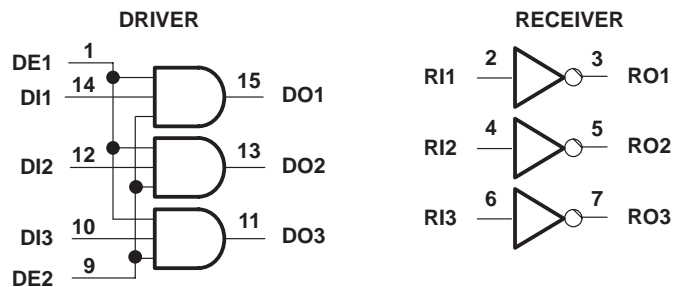 DRIVER
RECEIVER
DE1 1
DI1 14 15 DO1
DI2 12 13 DO2
DI3 10 11 DO3
DE2 9
RI1 2 3 RO1
RI2 4 5 RO2
RI3 6 7 RO3